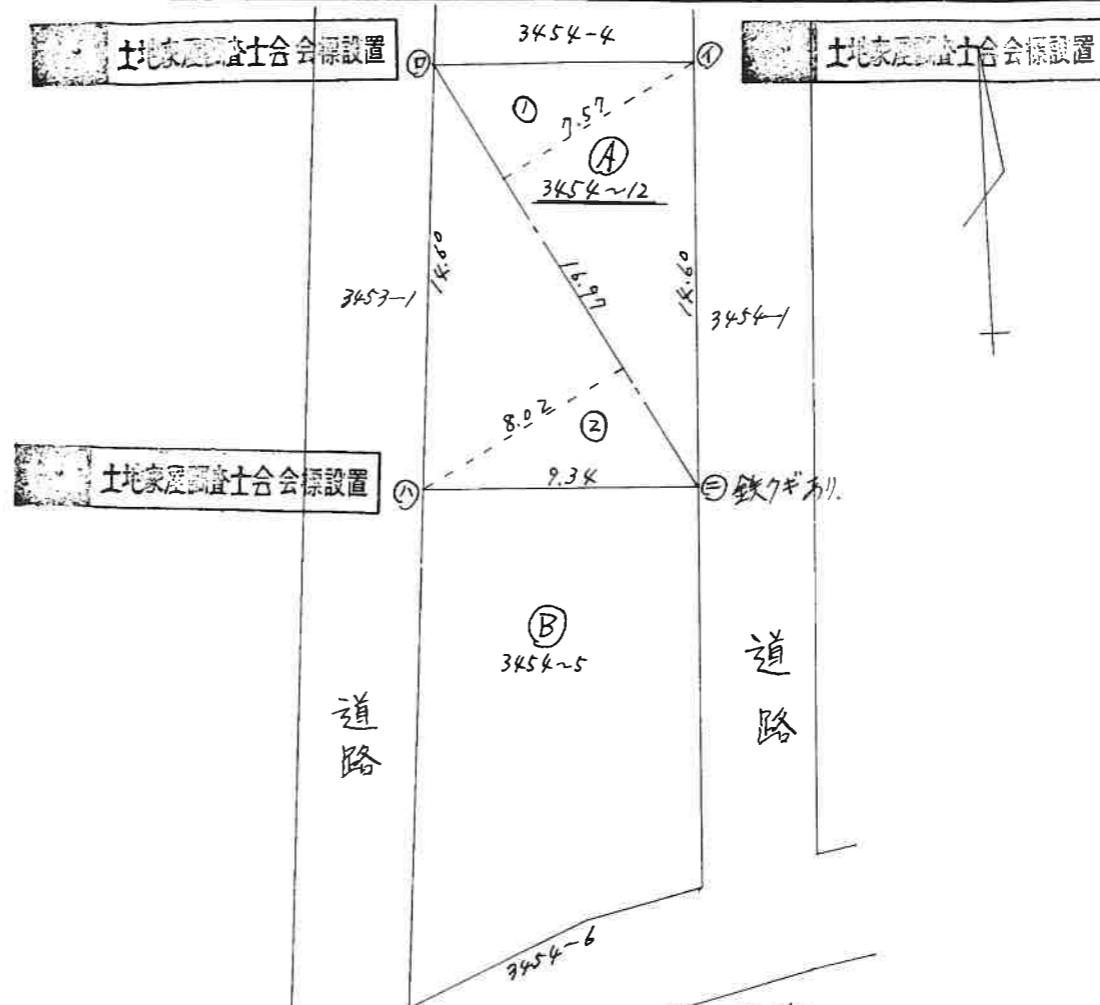 土地家屋調査士会 会標設置
3454-4
土地家屋調査士会 会標設置
ロ
イ
①
7.57
Ⓐ
3454~12
14.60
16.97
14.60
3453-1
3454-1
8.02
②
土地家屋調査士会 会標設置
ハ
9.34
ニ 鉄クギあり.
Ⓑ
3454~5
道路
道路
3454-6